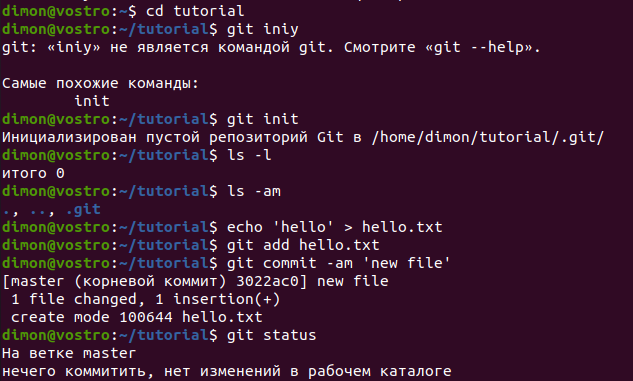 dimon@vostro:~$ cd tutorial
dimon@vostro:~/tutorial$ git iniy
git: «iniy» не является командой git. Смотрите «git --help».

Самые похожие команды:
        init
dimon@vostro:~/tutorial$ git init
Инициализирован пустой репозиторий Git в /home/dimon/tutorial/.git/
dimon@vostro:~/tutorial$ ls -l
итого 0
dimon@vostro:~/tutorial$ ls -am
., .., .git
dimon@vostro:~/tutorial$ echo 'hello' > hello.txt
dimon@vostro:~/tutorial$ git add hello.txt
dimon@vostro:~/tutorial$ git commit -am 'new file'
[master (корневой коммит) 3022ac0] new file
 1 file changed, 1 insertion(+)
 create mode 100644 hello.txt
dimon@vostro:~/tutorial$ git status
На ветке master
нечего коммитить, нет изменений в рабочем каталоге